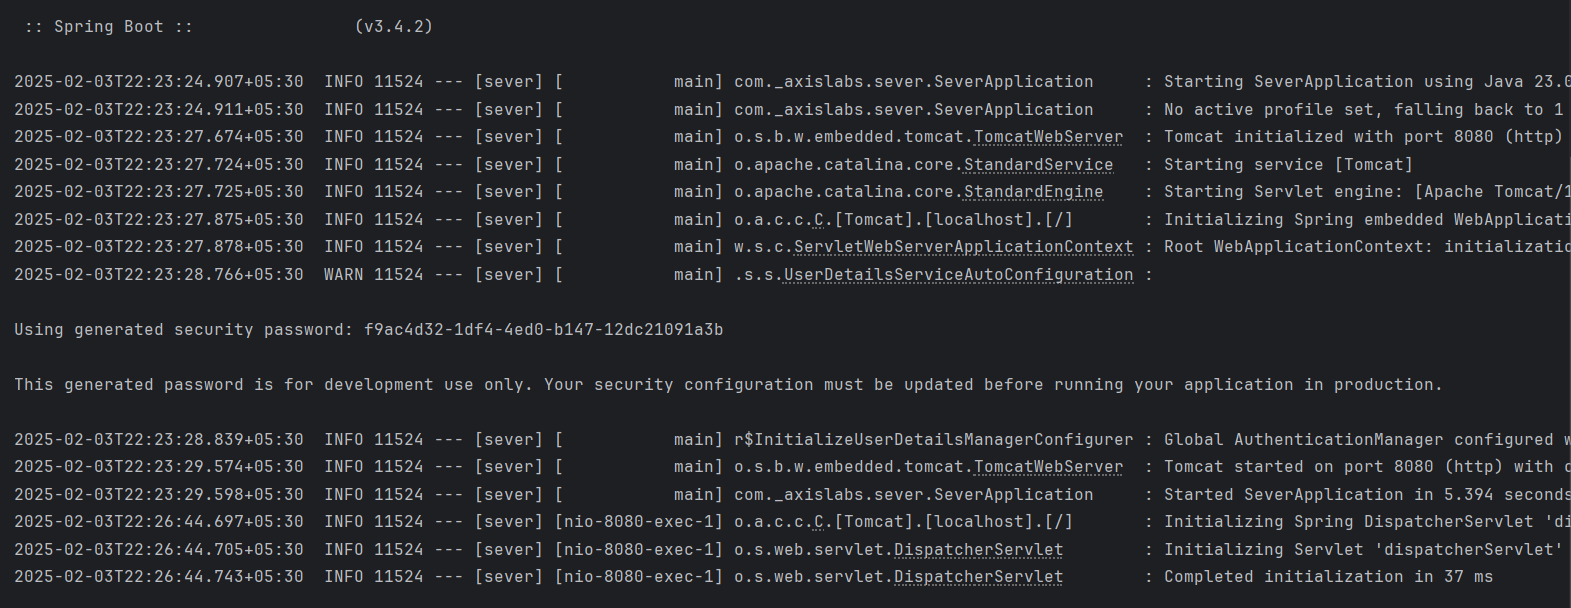 :: Spring Boot ::                (v3.4.2)
2025-02-03T22:23:24.907+05:30  INFO 11524 --- [sever] [           main] com._axislabs.sever.SeverApplication     : Starting SeverApplication using Java 23.0
2025-02-03T22:23:24.911+05:30  INFO 11524 --- [sever] [           main] com._axislabs.sever.SeverApplication     : No active profile set, falling back to 1
2025-02-03T22:23:27.674+05:30  INFO 11524 --- [sever] [           main] o.s.b.w.embedded.tomcat.TomcatWebServer  : Tomcat initialized with port 8080 (http)
2025-02-03T22:23:27.724+05:30  INFO 11524 --- [sever] [           main] o.apache.catalina.core.StandardService   : Starting service [Tomcat]
2025-02-03T22:23:27.725+05:30  INFO 11524 --- [sever] [           main] o.apache.catalina.core.StandardEngine    : Starting Servlet engine: [Apache Tomcat/1
2025-02-03T22:23:27.875+05:30  INFO 11524 --- [sever] [           main] o.a.c.c.C.[Tomcat].[localhost].[/]       : Initializing Spring embedded WebApplicati
2025-02-03T22:23:27.878+05:30  INFO 11524 --- [sever] [           main] w.s.c.ServletWebServerApplicationContext : Root WebApplicationContext: initializatio
2025-02-03T22:23:28.766+05:30  WARN 11524 --- [sever] [           main] .s.s.UserDetailsServiceAutoConfiguration :
Using generated security password: f9ac4d32-1df4-4ed0-b147-12dc21091a3b
This generated password is for development use only. Your security configuration must be updated before running your application in production.
2025-02-03T22:23:28.839+05:30  INFO 11524 --- [sever] [           main] r$InitializeUserDetailsManagerConfigurer : Global AuthenticationManager configured w
2025-02-03T22:23:29.574+05:30  INFO 11524 --- [sever] [           main] o.s.b.w.embedded.tomcat.TomcatWebServer  : Tomcat started on port 8080 (http) with c
2025-02-03T22:23:29.598+05:30  INFO 11524 --- [sever] [           main] com._axislabs.sever.SeverApplication     : Started SeverApplication in 5.394 seconds
2025-02-03T22:26:44.697+05:30  INFO 11524 --- [sever] [nio-8080-exec-1] o.a.c.c.C.[Tomcat].[localhost].[/]       : Initializing Spring DispatcherServlet 'di
2025-02-03T22:26:44.705+05:30  INFO 11524 --- [sever] [nio-8080-exec-1] o.s.web.servlet.DispatcherServlet        : Initializing Servlet 'dispatcherServlet'
2025-02-03T22:26:44.743+05:30  INFO 11524 --- [sever] [nio-8080-exec-1] o.s.web.servlet.DispatcherServlet        : Completed initialization in 37 ms